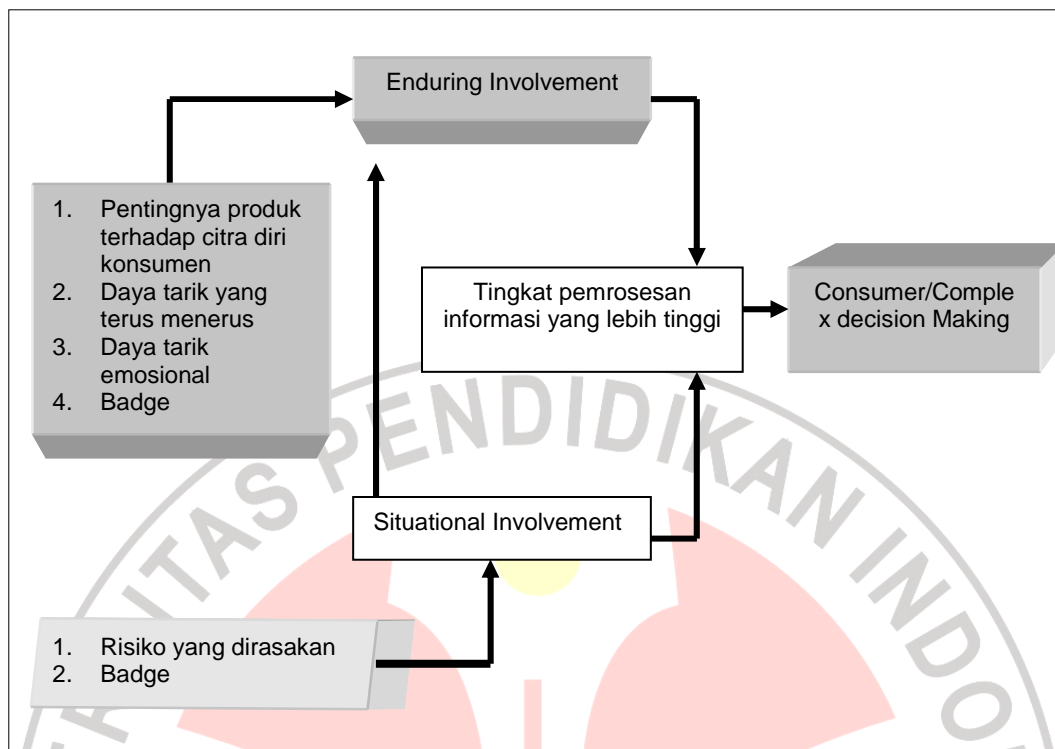 Enduring Involvement
1. Pentingnya produk
terhadap citra diri
konsumen
2. Daya tarik yang
terus menerus
3. Daya tarik
emosional
4. Badge
Tingkat pemrosesan
informasi yang lebih tinggi
Consumer/Comple
x decision Making
Situational Involvement
1. Risiko yang dirasakan
2. Badge
ERSITAS PENDIDIKAN INDO